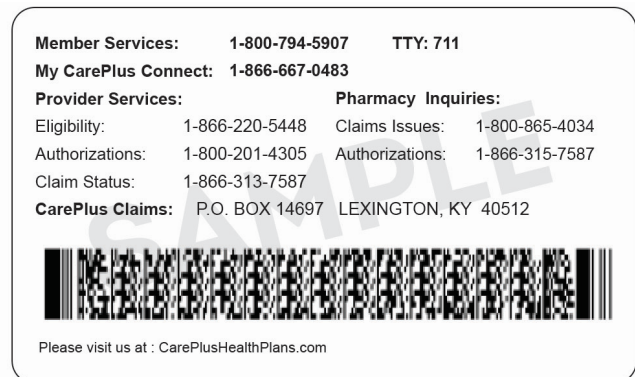 Member Services: 1-800-794-5907 TTY: 711
My CarePlus Connect: 1-866-667-0483
Provider Services: Pharmacy Inquiries:
Eligibility: 1-866-220-5448 Claims Issues: 1-800-865-4034
Authorizations: 1-800-201-4305 Authorizations: 1-866-315-7587
Claim Status: 1-866-313-7587
CarePlus Claims: P.O. BOX 14697 LEXINGTON, KY 40512
SAMPLE
Please visit us at : CarePlusHealthPlans.com